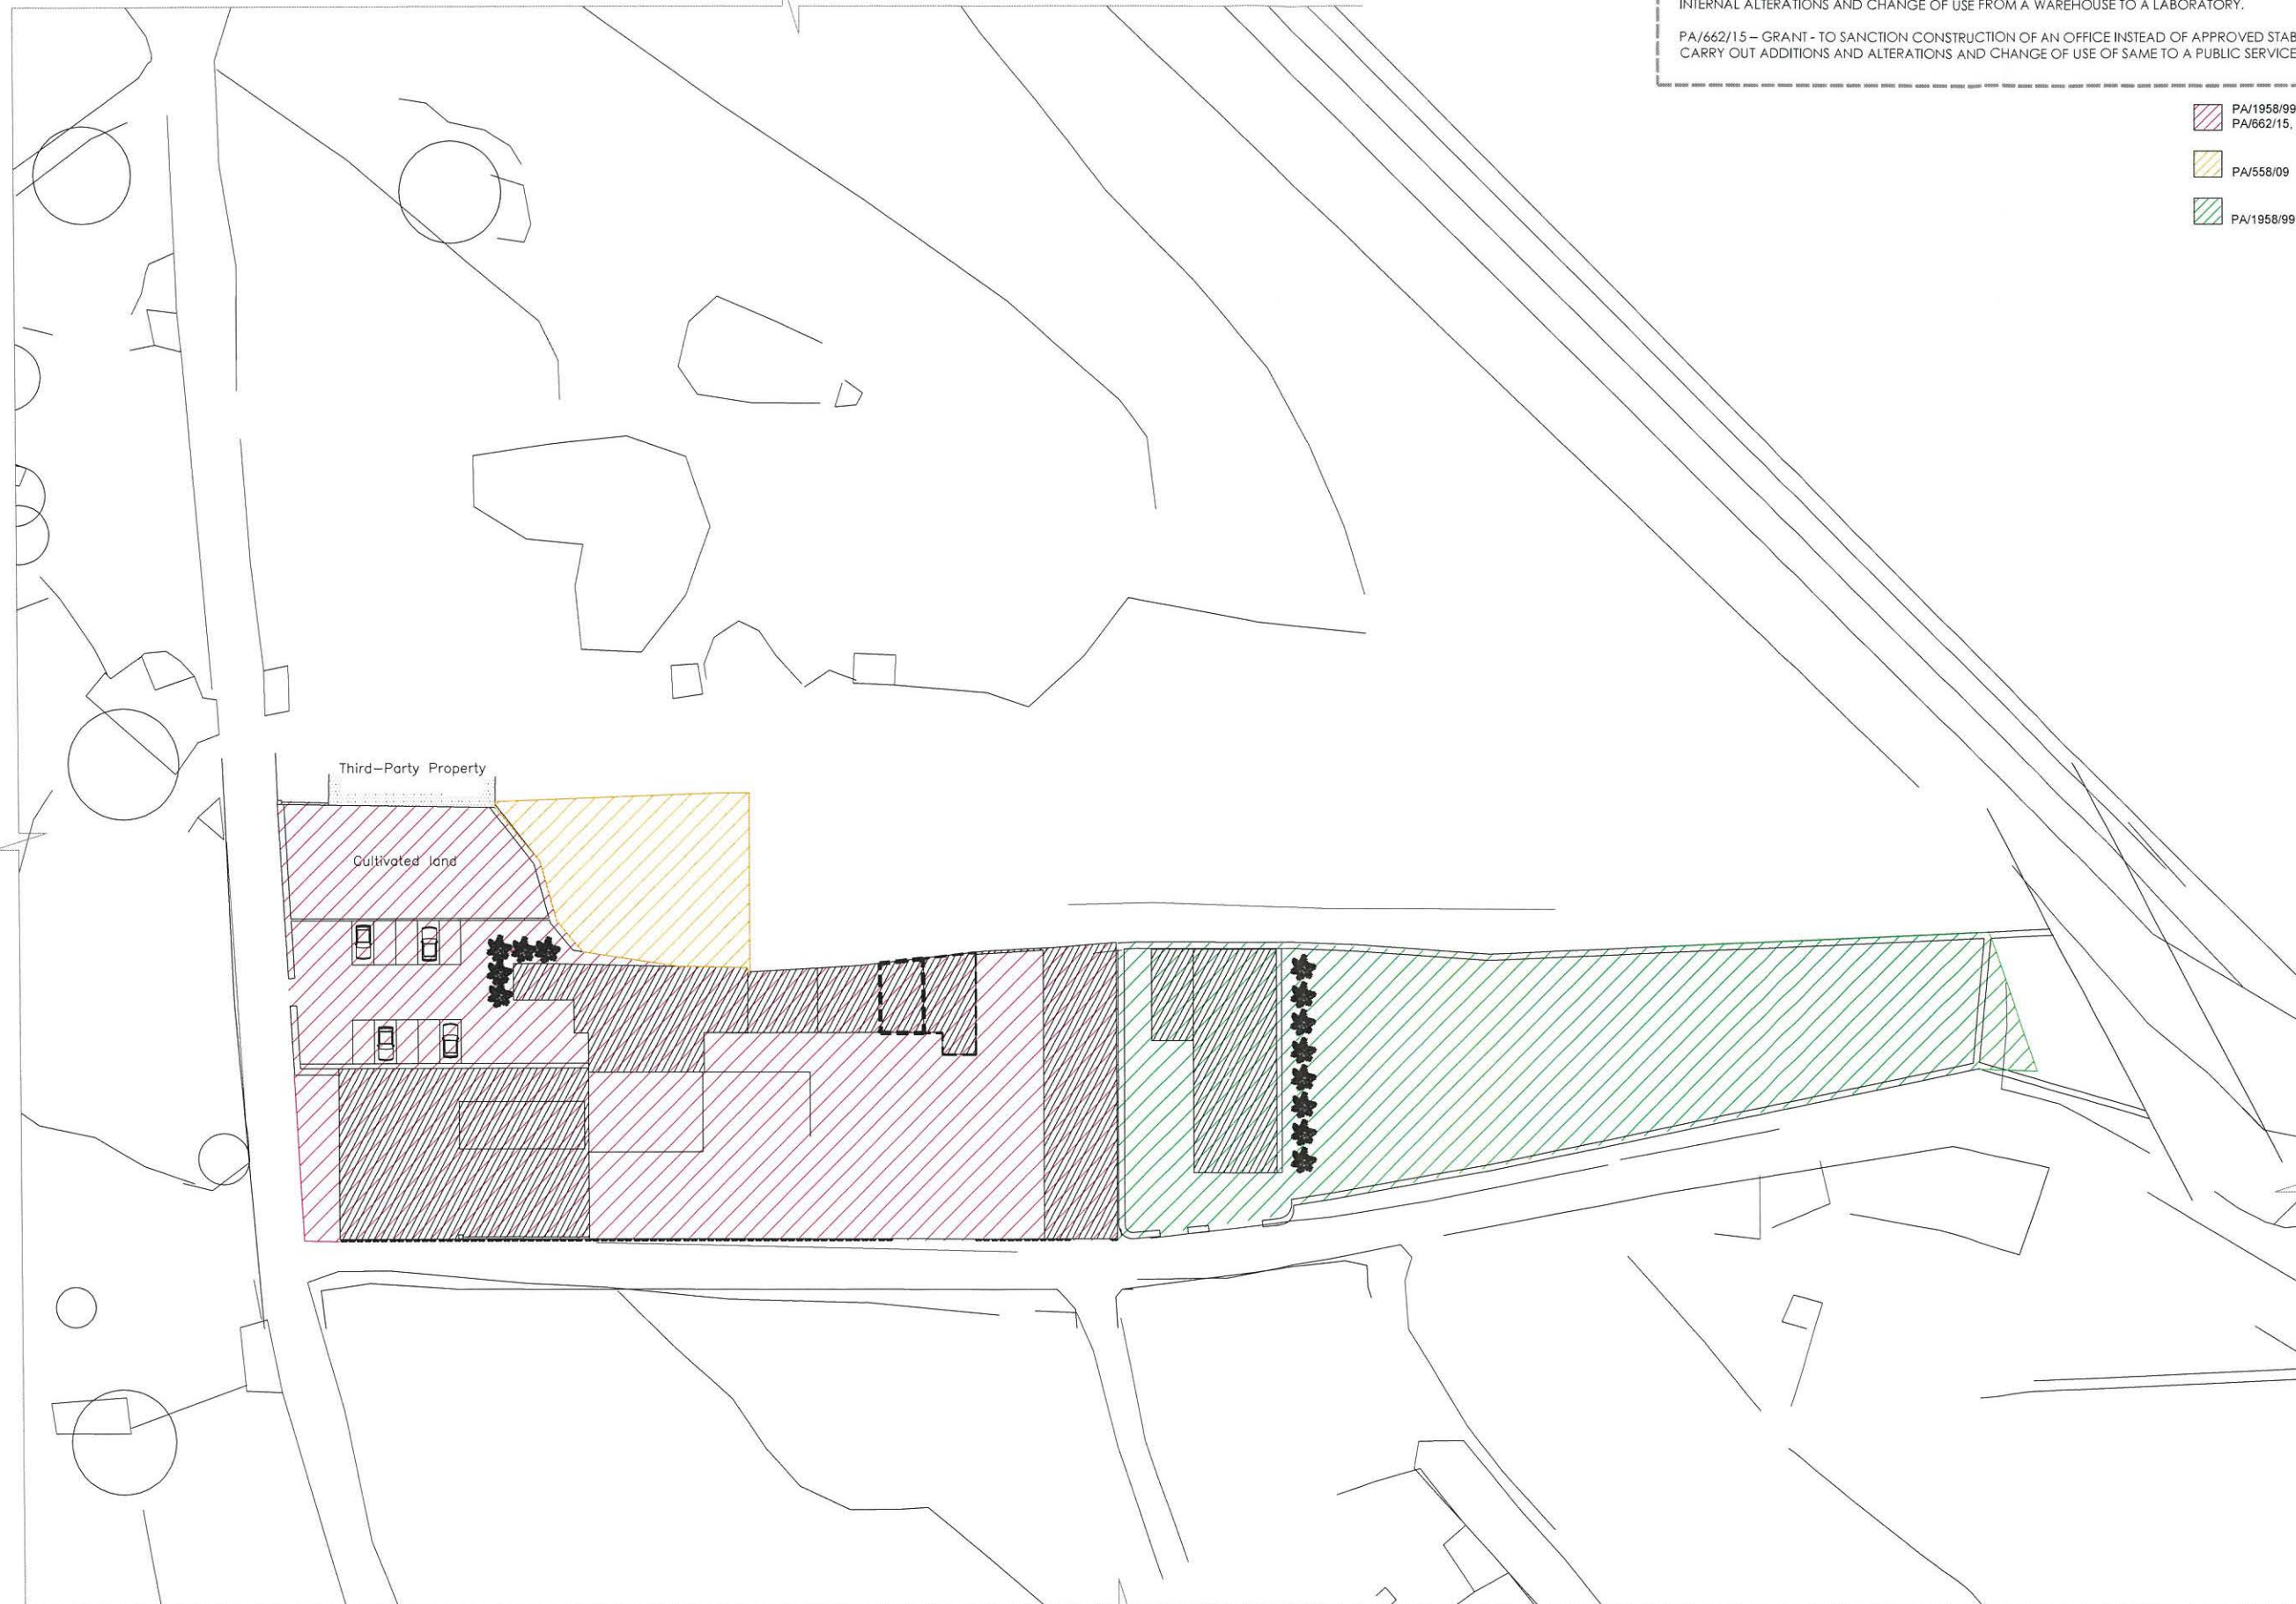 INTERNAL ALTERATIONS AND CHANGE OF USE FROM A WAREHOUSE TO A LABORATORY.
PA/662/15 – GRANT - TO SANCTION CONSTRUCTION OF AN OFFICE INSTEAD OF APPROVED STAB
CARRY OUT ADDITIONS AND ALTERATIONS AND CHANGE OF USE OF SAME TO A PUBLIC SERVICE
PA/1958/99
PA/662/15,
PA/558/09
PA/1958/99
Third-Party Property
Cultivated land